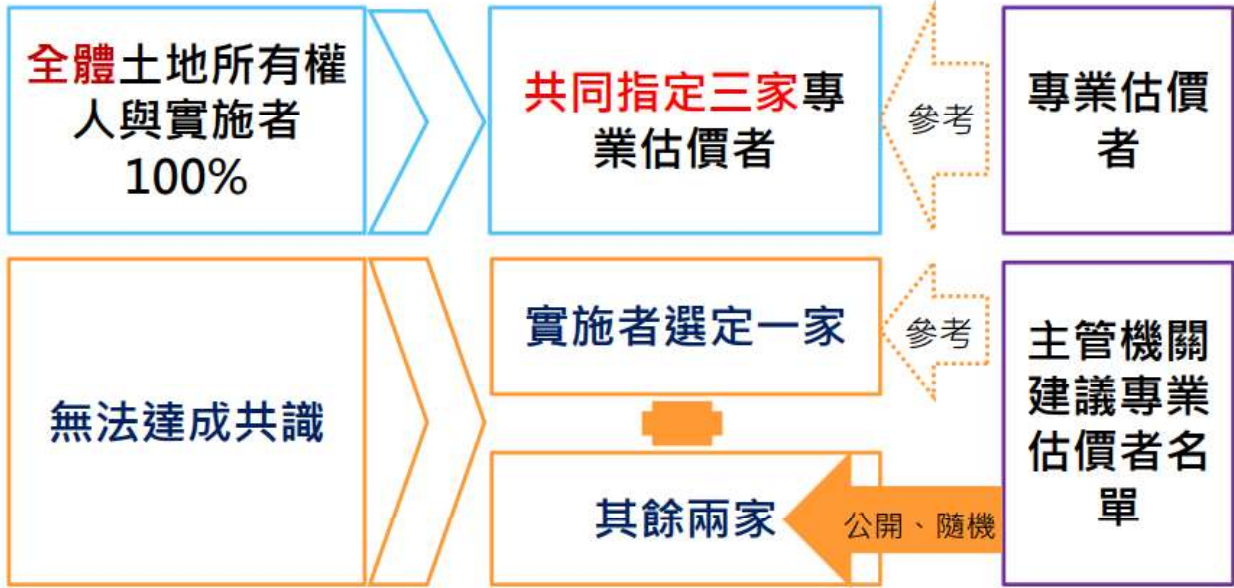 全體土地所有權
人與實施者
100%
共同指定三家專
業估價者
參考
專業估價
者
無法達成共識
實施者選定一家
參考
其餘兩家
公開、隨機
主管機關
建議專業
估價者名
單